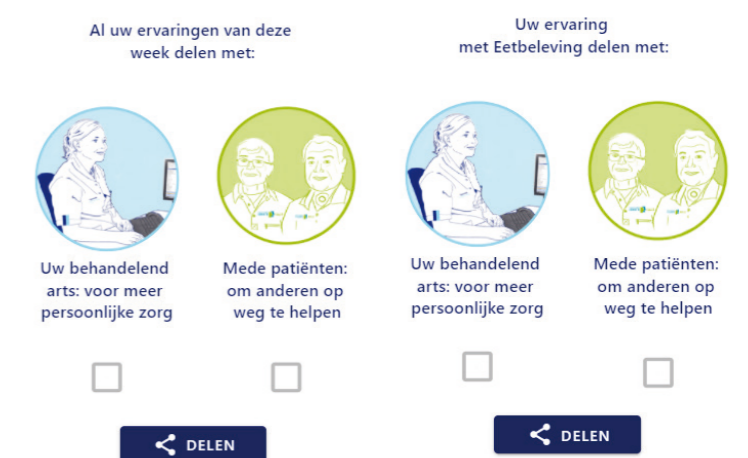 Al uw ervaringen van deze
week delen met:
Uw behandelend
arts: voor meer
persoonlijke zorg
Mede patiënten:
om anderen op
weg te helpen
DELEN
Uw ervaring
met Eetbeleving delen met:
Uw behandelend
arts: voor meer
persoonlijke zorg
Mede patiënten:
om anderen op
weg te helpen
DELEN